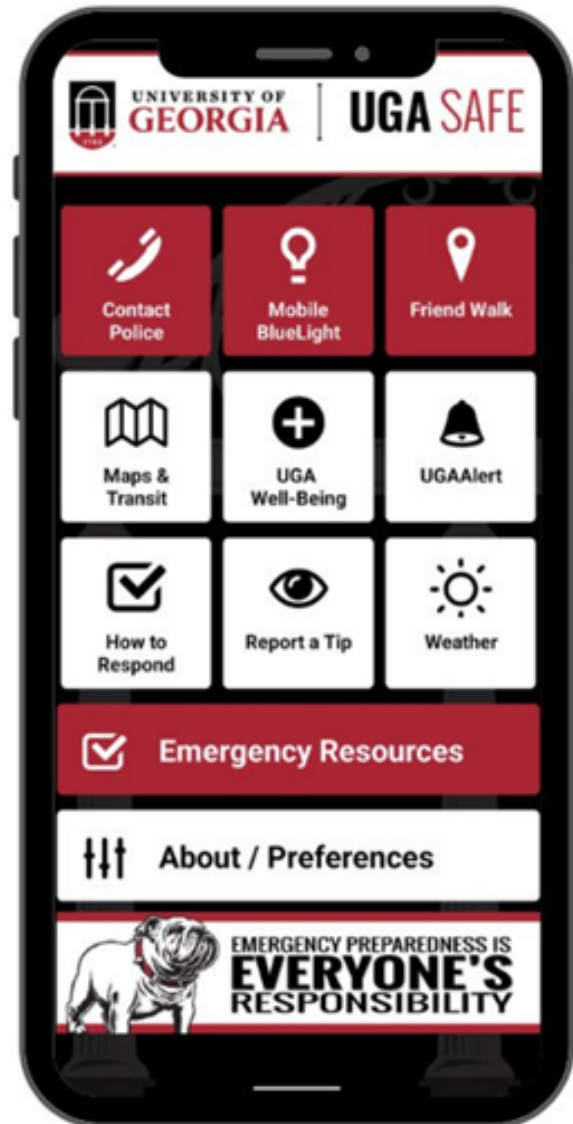 UNIVERSITY OF
GEORGIA
UGA SAFE
Contact
Police
Mobile
BlueLight
Friend Walk
Maps &
Transit
UGA
Well-Being
UGAAlert
How to
Respond
Report a Tip
Weather
Emergency Resources
About / Preferences
EMERGENCY PREPAREDNESS IS
EVERYONE'S
RESPONSIBILITY